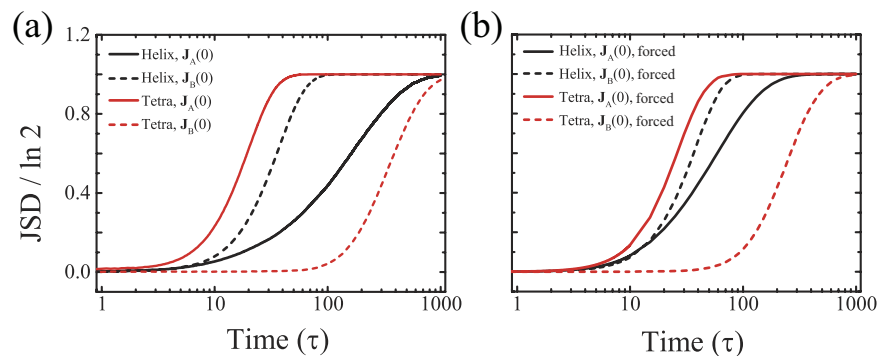 (a)
1.2
0.8
0.4
0.0
JSD / ln 2
Helix, J_A(0)
Helix, J_B(0)
Tetra, J_A(0)
Tetra, J_B(0)
1 10 100 1000
Time (τ)
(b)
Helix, J_A(0), forced
Helix, J_B(0), forced
Tetra, J_A(0), forced
Tetra, J_B(0), forced
1 10 100 1000
Time (τ)